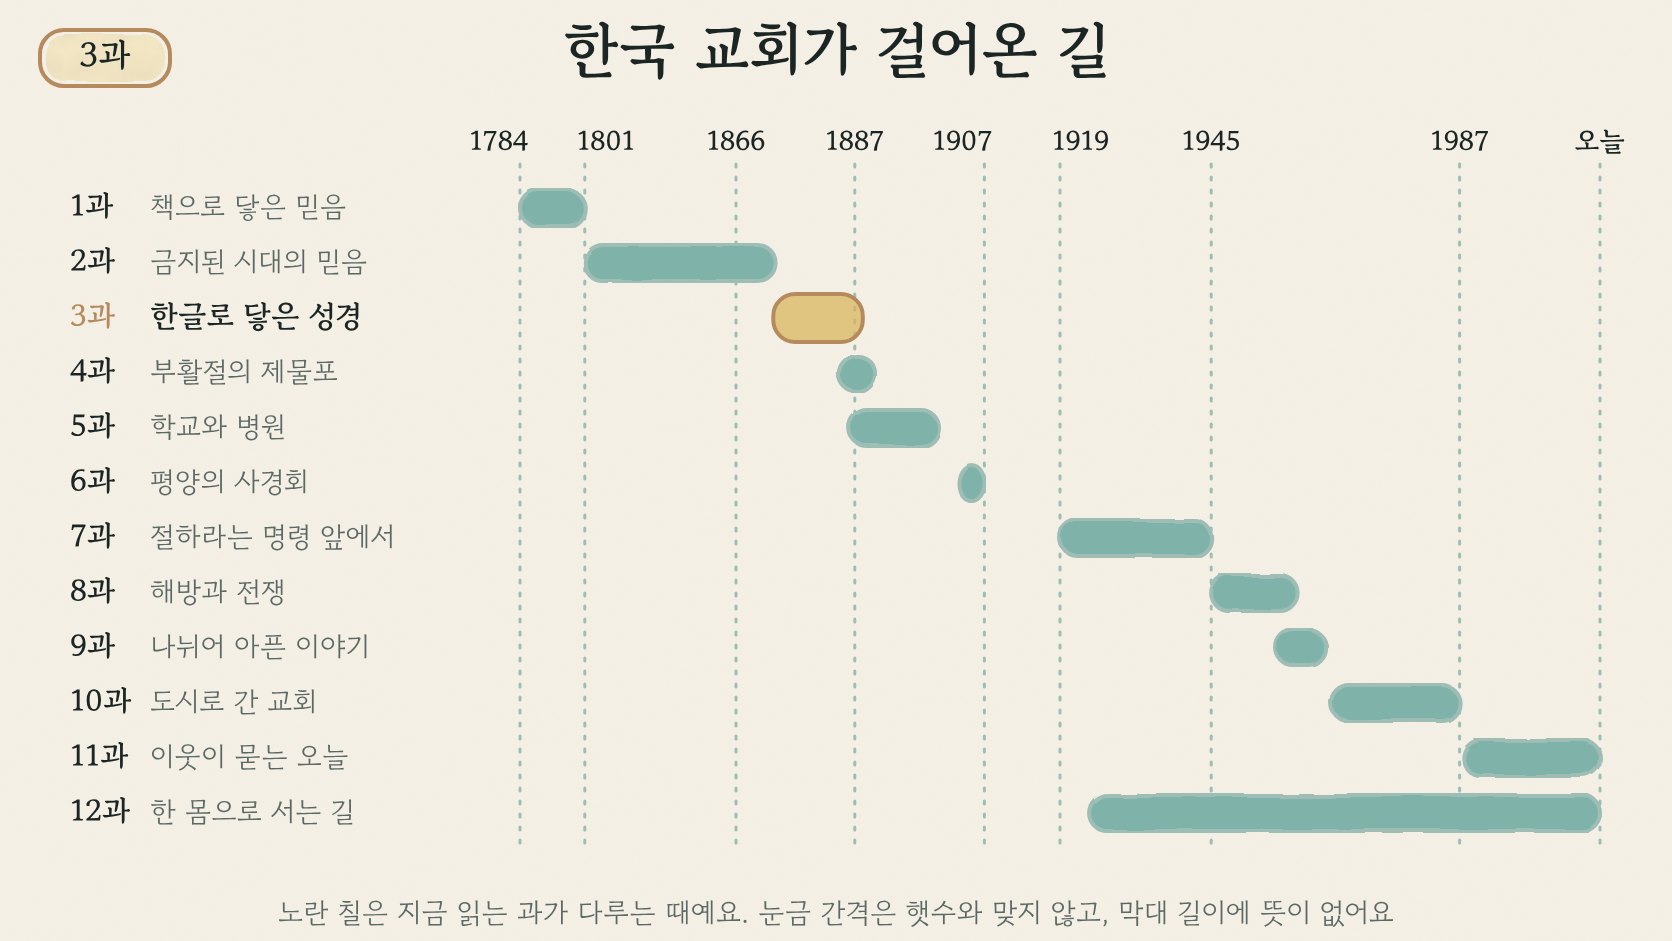 3과
한국 교회가 걸어온 길
1784 1801 1866 1887 1907 1919 1945 1987 오늘
1과 책으로 닿은 믿음
2과 금지된 시대의 믿음
3과 한글로 닿은 성경
4과 부활절의 제물포
5과 학교와 병원
6과 평양의 사경회
7과 절하라는 명령 앞에서
8과 해방과 전쟁
9과 나뉘어 아픈 이야기
10과 도시로 간 교회
11과 이웃이 묻는 오늘
12과 한 몸으로 서는 길
노란 칠은 지금 읽는 과가 다루는 때예요. 눈금 간격은 햇수와 맞지 않고, 막대 길이에 뜻이 없어요